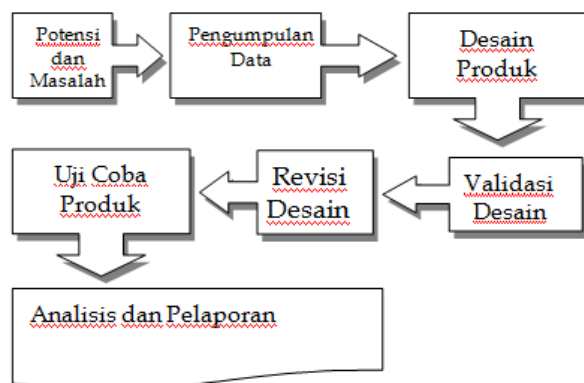 Potensi
dan
Masalah
Pengumpulan
Data
Desain
Produk
Validasi
Desain
Revisi
Desain
Uji Coba
Produk
Analisis dan Pelaporan